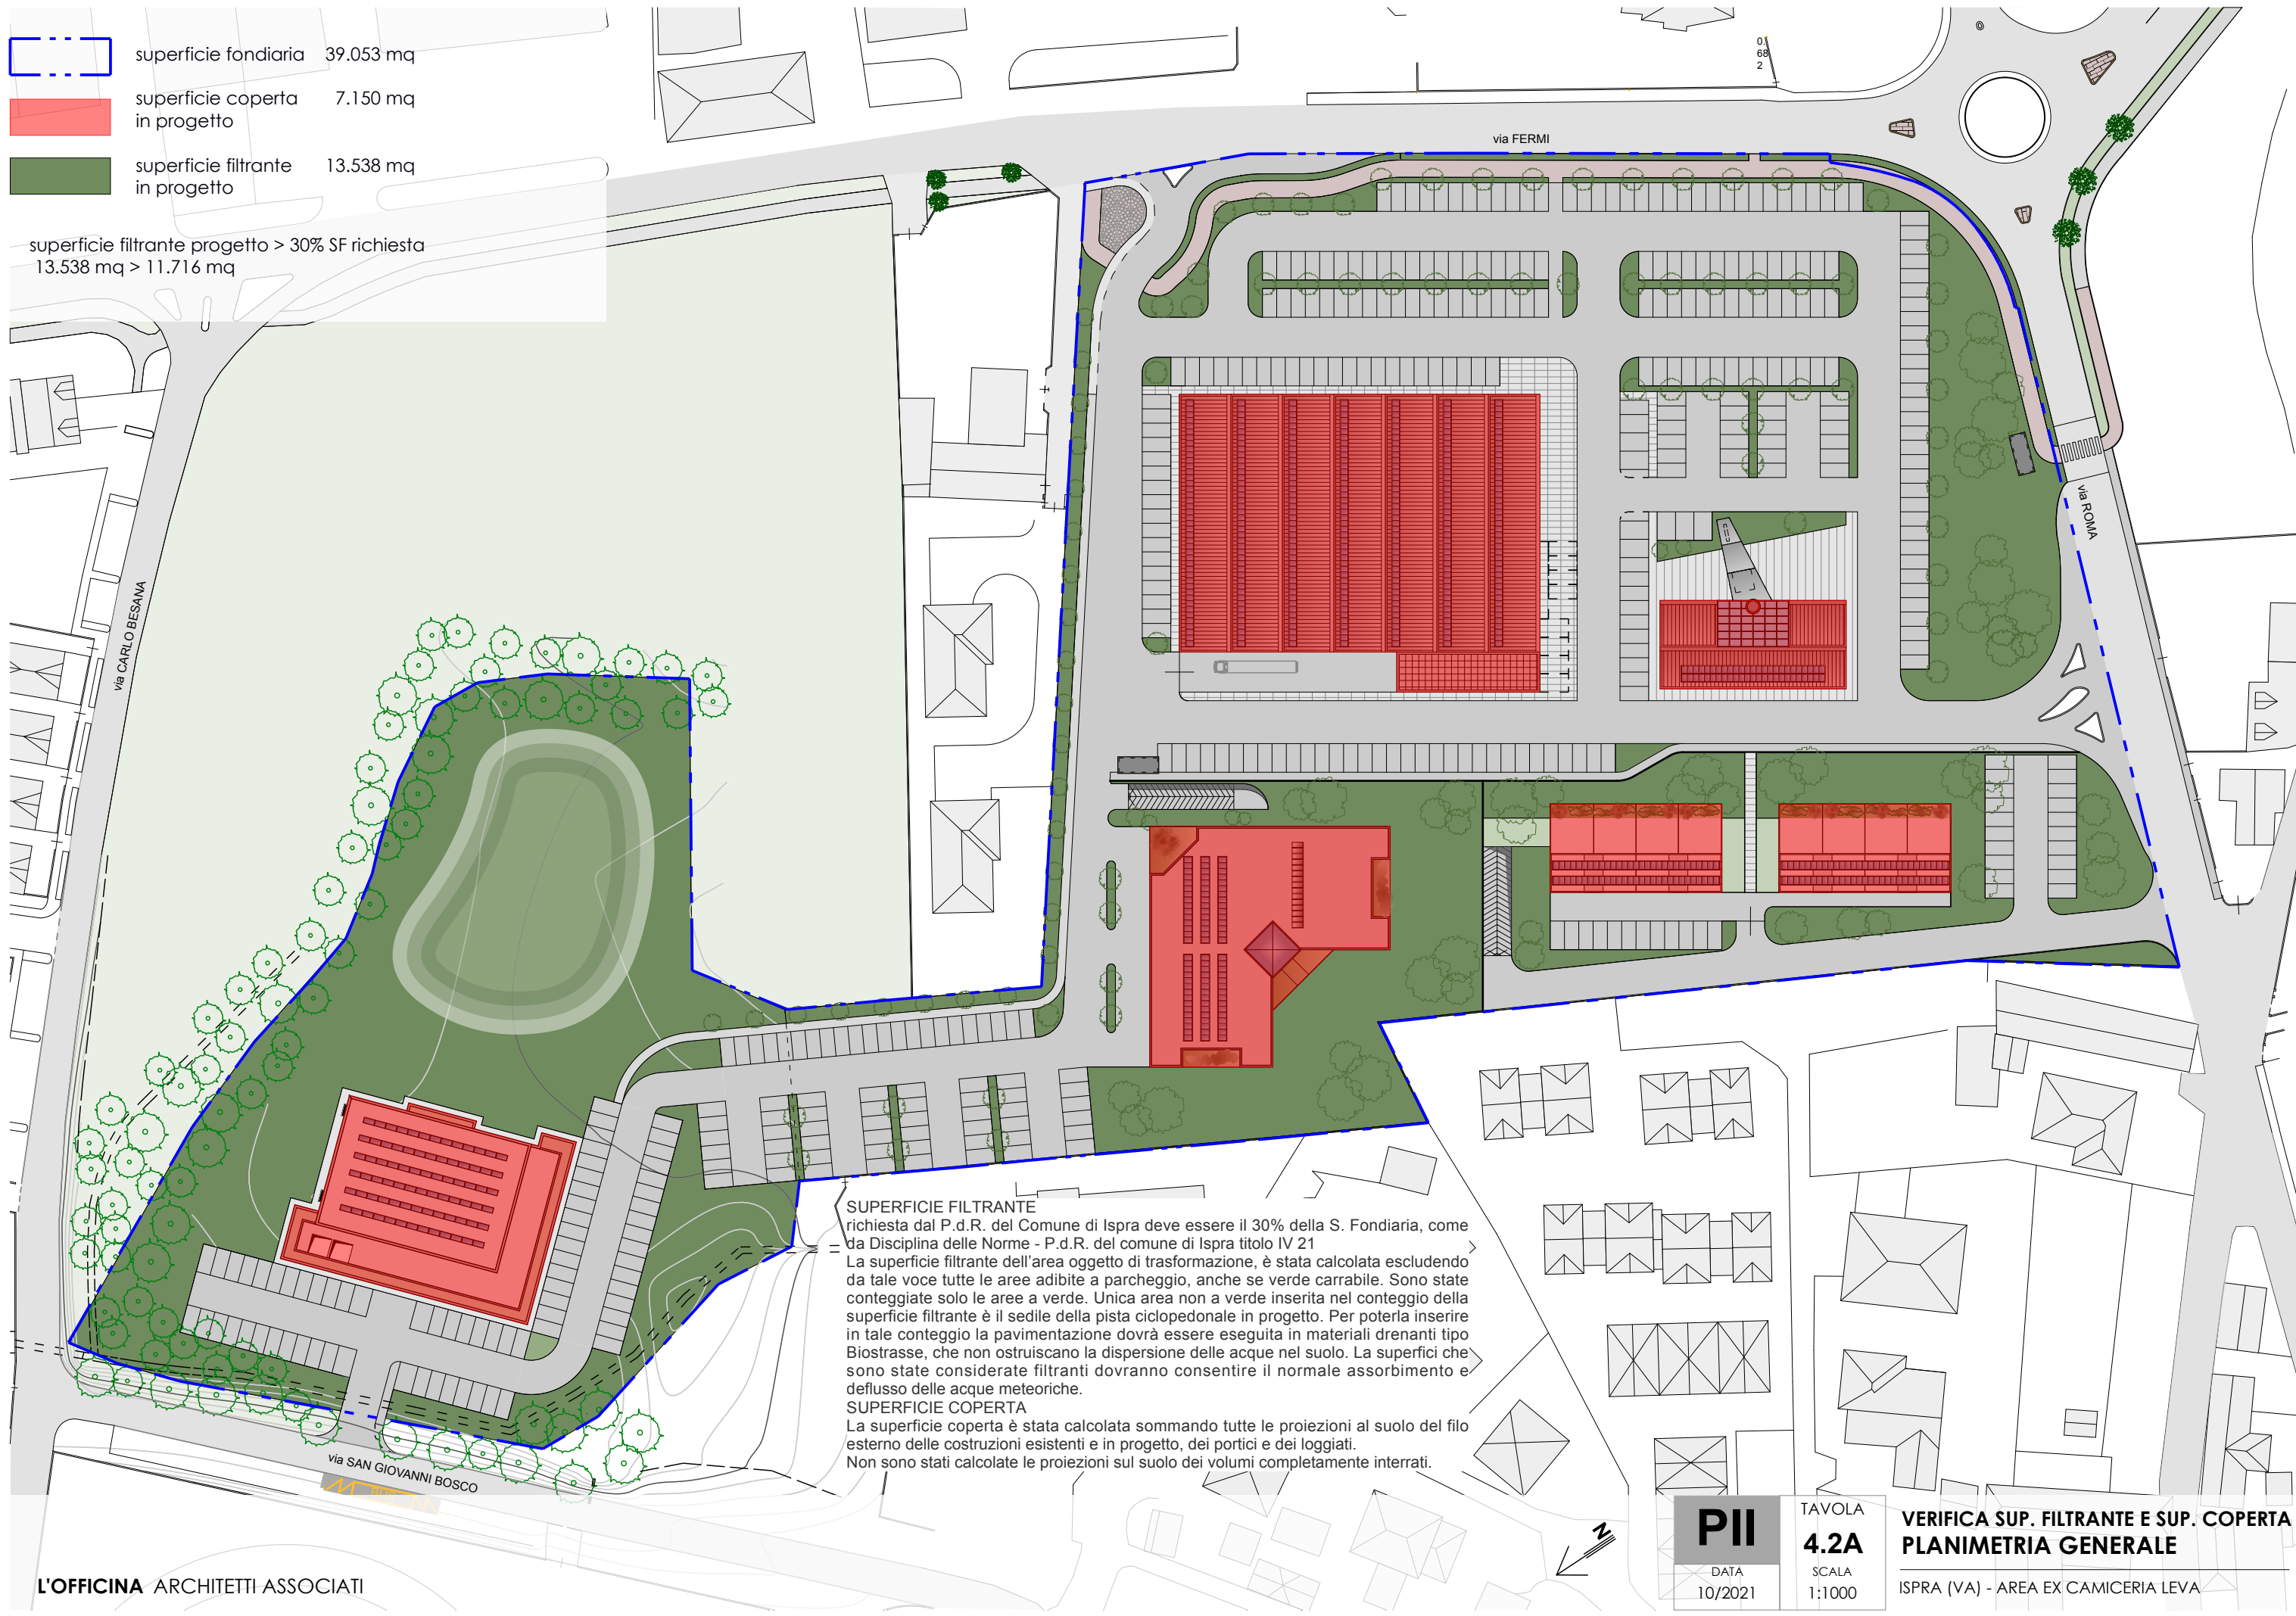 superficie fondiaria 39.053 mq
superficie coperta 7.150 mq
in progetto
superficie filtrante 13.538 mq
in progetto
superficie filtrante progetto > 30% SF richiesta
13.538 mq > 11.716 mq
0.
68
2
via FERMI
via ROMA
via CARLO BESANA
via SAN GIOVANNI BOSCO
SUPERFICIE FILTRANTE
richiesta dal P.d.R. del Comune di Ispra deve essere il 30% della S. Fondiaria, come
da Disciplina delle Norme - P.d.R. del comune di Ispra titolo IV 21
La superficie filtrante dell'area oggetto di trasformazione, è stata calcolata escludendo
da tale voce tutte le aree adibite a parcheggio, anche se verde carrabile. Sono state
conteggiate solo le aree a verde. Unica area non a verde inserita nel conteggio della
superficie filtrante è il sedile della pista ciclopedonale in progetto. Per poterla inserire
in tale conteggio la pavimentazione dovrà essere eseguita in materiali drenanti tipo
Biostrasse, che non ostruiscano la dispersione delle acque nel suolo. La superfici che
sono state considerate filtranti dovranno consentire il normale assorbimento e
deflusso delle acque meteoriche.
SUPERFICIE COPERTA
La superficie coperta è stata calcolata sommando tutte le proiezioni al suolo del filo
esterno delle costruzioni esistenti e in progetto, dei portici e dei loggiati.
Non sono stati calcolate le proiezioni sul suolo dei volumi completamente interrati.
N
PII
DATA
10/2021
TAVOLA
4.2A
SCALA
1:1000
VERIFICA SUP. FILTRANTE E SUP. COPERTA
PLANIMETRIA GENERALE
ISPRA (VA) - AREA EX CAMICERIA LEVA
L'OFFICINA ARCHITETTI ASSOCIATI